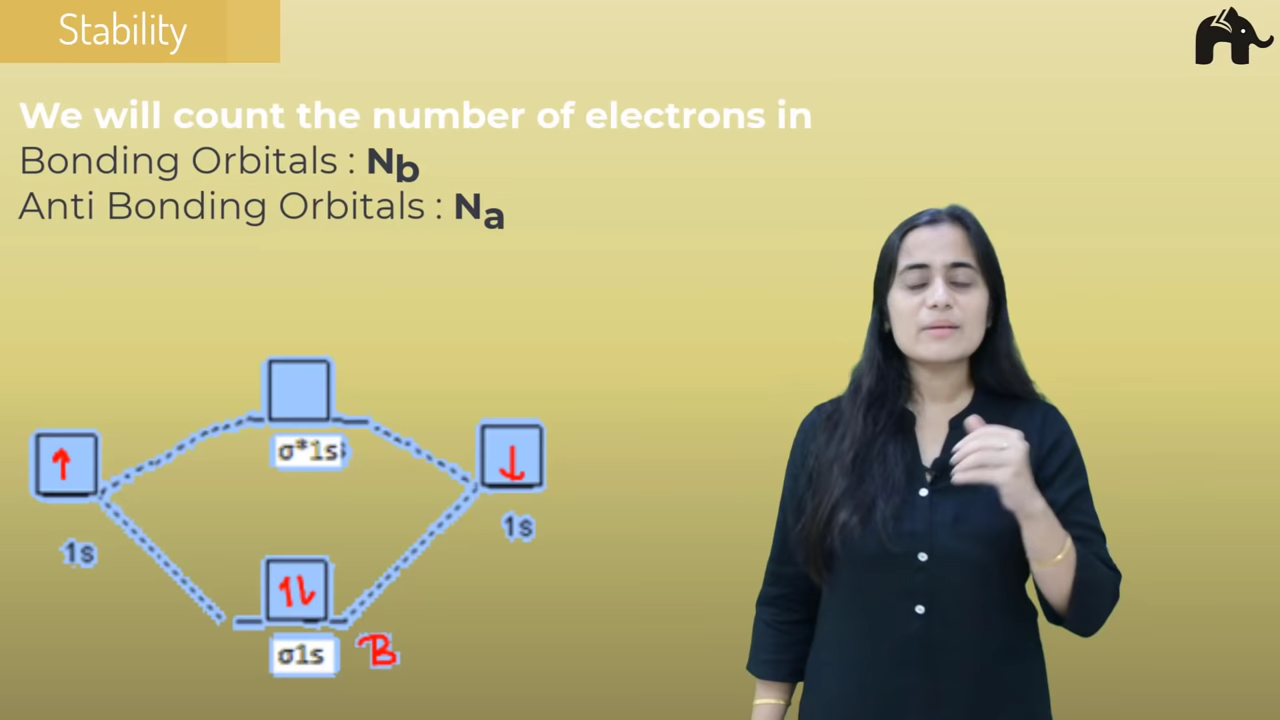 Stability
We will count the number of electrons in
Bonding Orbitals : Nb
Anti Bonding Orbitals : Na
σ*1s
1s
1s
σ1s B